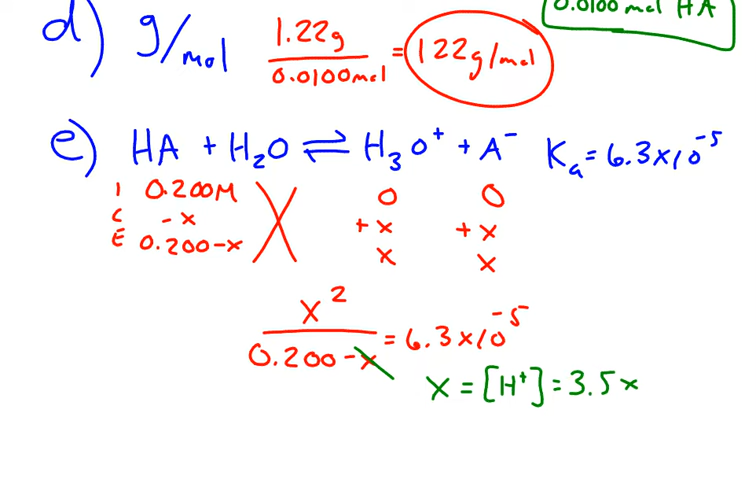 0.0100 mol HA
d) g/mol 1.22g / 0.0100mol = 122g/mol
e) HA + H₂O ⇌ H₃O⁺ + A⁻ Kₐ = 6.3 x 10⁻⁵
I 0.200M 0 0
C -x +x +x
E 0.200-x x x
x² / 0.200 - x = 6.3 x 10⁻⁵
x = [H⁺] = 3.5 x